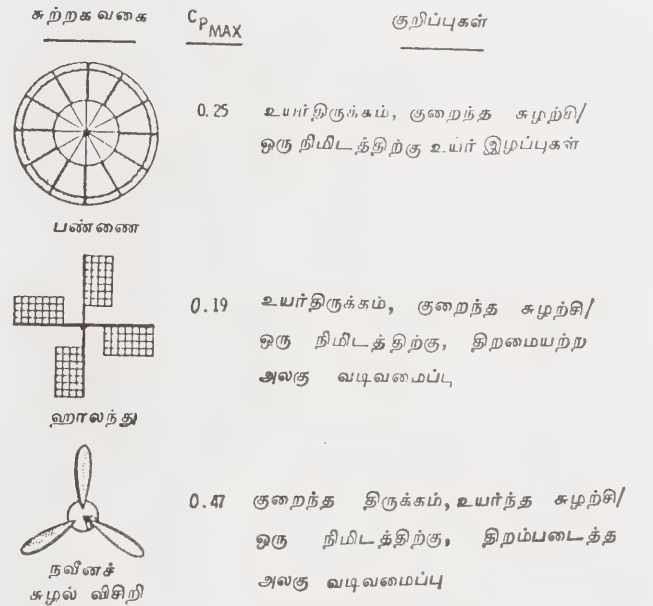 சுற்றக வகை C_P_MAX குறிப்புகள்
0.25 உயர்திருக்கம், குறைந்த சுழற்சி/
ஒரு நிமிடத்திற்கு உயர் இழப்புகள்
பண்ணை
0.19 உயர்திருக்கம், குறைந்த சுழற்சி/
ஒரு நிமிடத்திற்கு, திறமையற்ற
அலகு வடிவமைப்பு
ஹாலந்து
0.47 குறைந்த திருக்கம், உயர்ந்த சுழற்சி/
ஒரு நிமிடத்திற்கு, திறம்படைத்த
அலகு வடிவமைப்பு
நவீனச்
சுழல் விசிறி